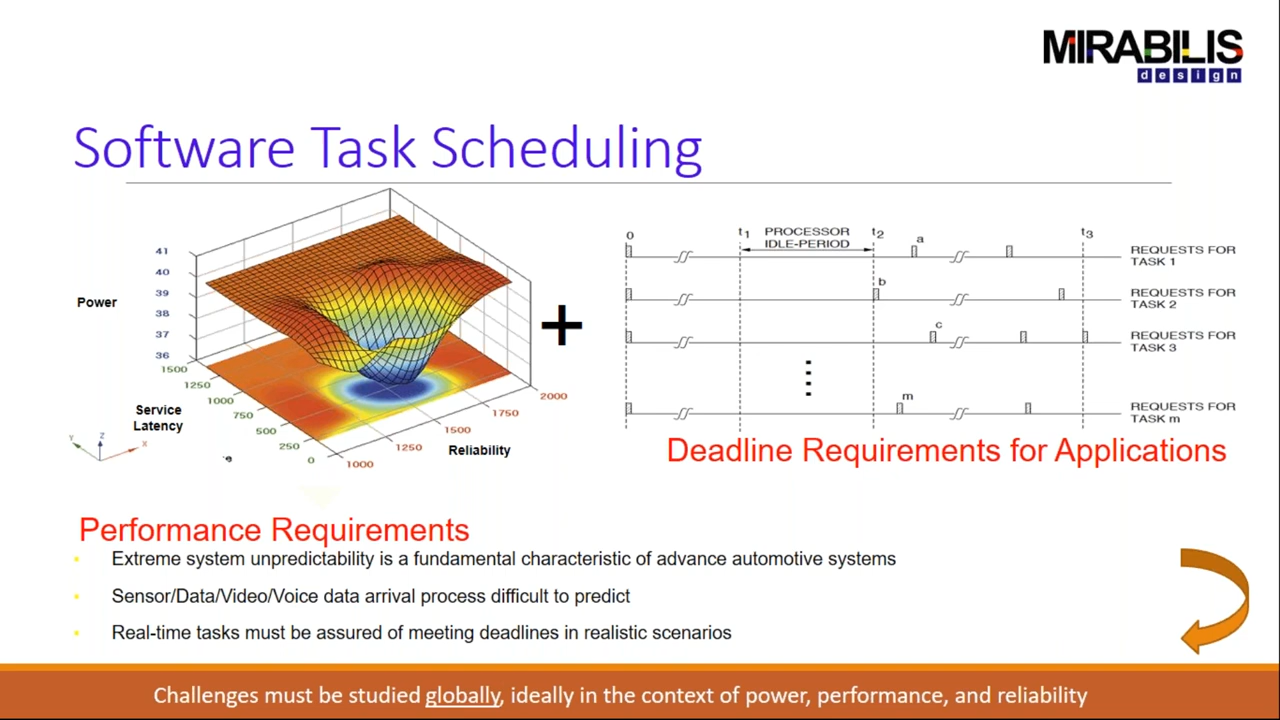 MIRABILIS
design
Software Task Scheduling
41
40
39
38
37
36
Power
1500
1250
1000
750
500
250
0
Service
Latency
1000
1250
1500
1750
2000
Reliability
Y
Z
X
+
0
t1
PROCESSOR
IDLE-PERIOD
t2
t3
a
REQUESTS FOR
TASK 1
b
REQUESTS FOR
TASK 2
c
REQUESTS FOR
TASK 3
m
REQUESTS FOR
TASK m
Deadline Requirements for Applications
Performance Requirements
Extreme system unpredictability is a fundamental characteristic of advance automotive systems
Sensor/Data/Video/Voice data arrival process difficult to predict
Real-time tasks must be assured of meeting deadlines in realistic scenarios
Challenges must be studied globally, ideally in the context of power, performance, and reliability